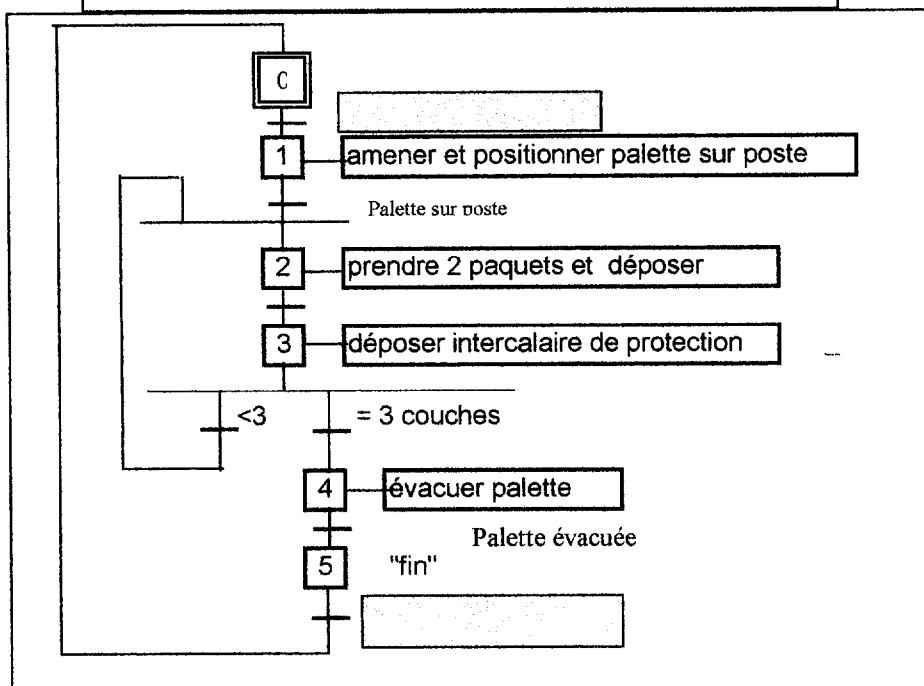 0
1 amener et positionner palette sur poste
Palette sur poste
2 prendre 2 paquets et déposer
3 déposer intercalaire de protection
<3 = 3 couches
4 évacuer palette
Palette évacuée
5 "fin"